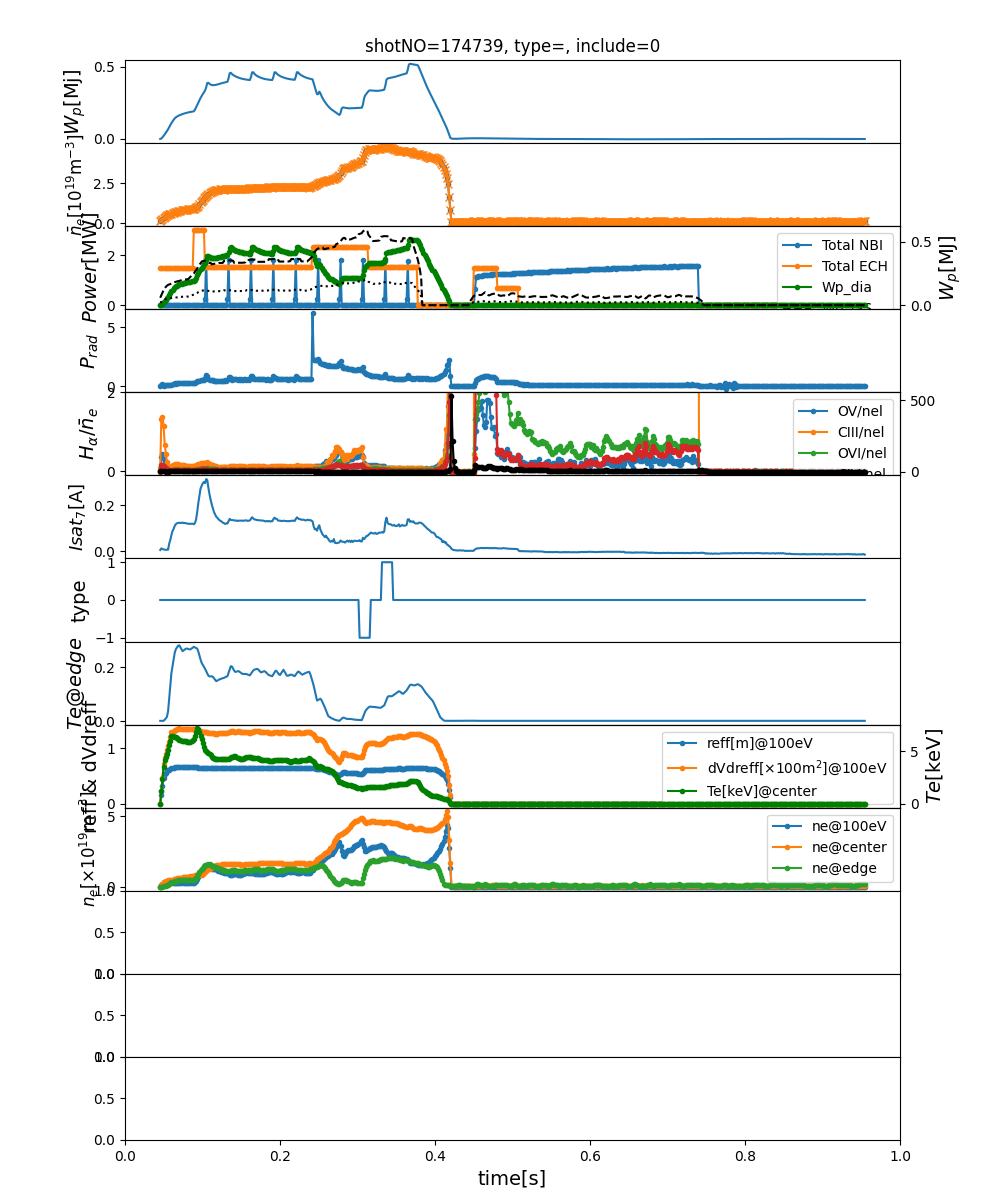 shotNO=174739, type=, include=0
W_p[MJ]
0.5
0.0
n̄_e[10^19 m^−3]
2.5
0.0
Power[MW]
2
0
Total NBI
Total ECH
Wp_dia
0.5
0.0
W_p[MJ]
P_rad
5
0
H_α/n̄_e
2
0
OV/nel
CIII/nel
OVI/nel
500
0
Isat_7[A]
0.2
0.0
type
1
0
−1
Te@edge
0.2
0.0
reff & dVdreff
1
0
reff[m]@100eV
dVdreff[×100m^2]@100eV
Te[keV]@center
5
0
Te[keV]
5
0
ne@100eV
ne@center
ne@edge
1.0
0.5
0.0
1.0
0.5
0.0
1.0
0.5
0.0
0.0
0.2
0.4
0.6
0.8
1.0
time[s]